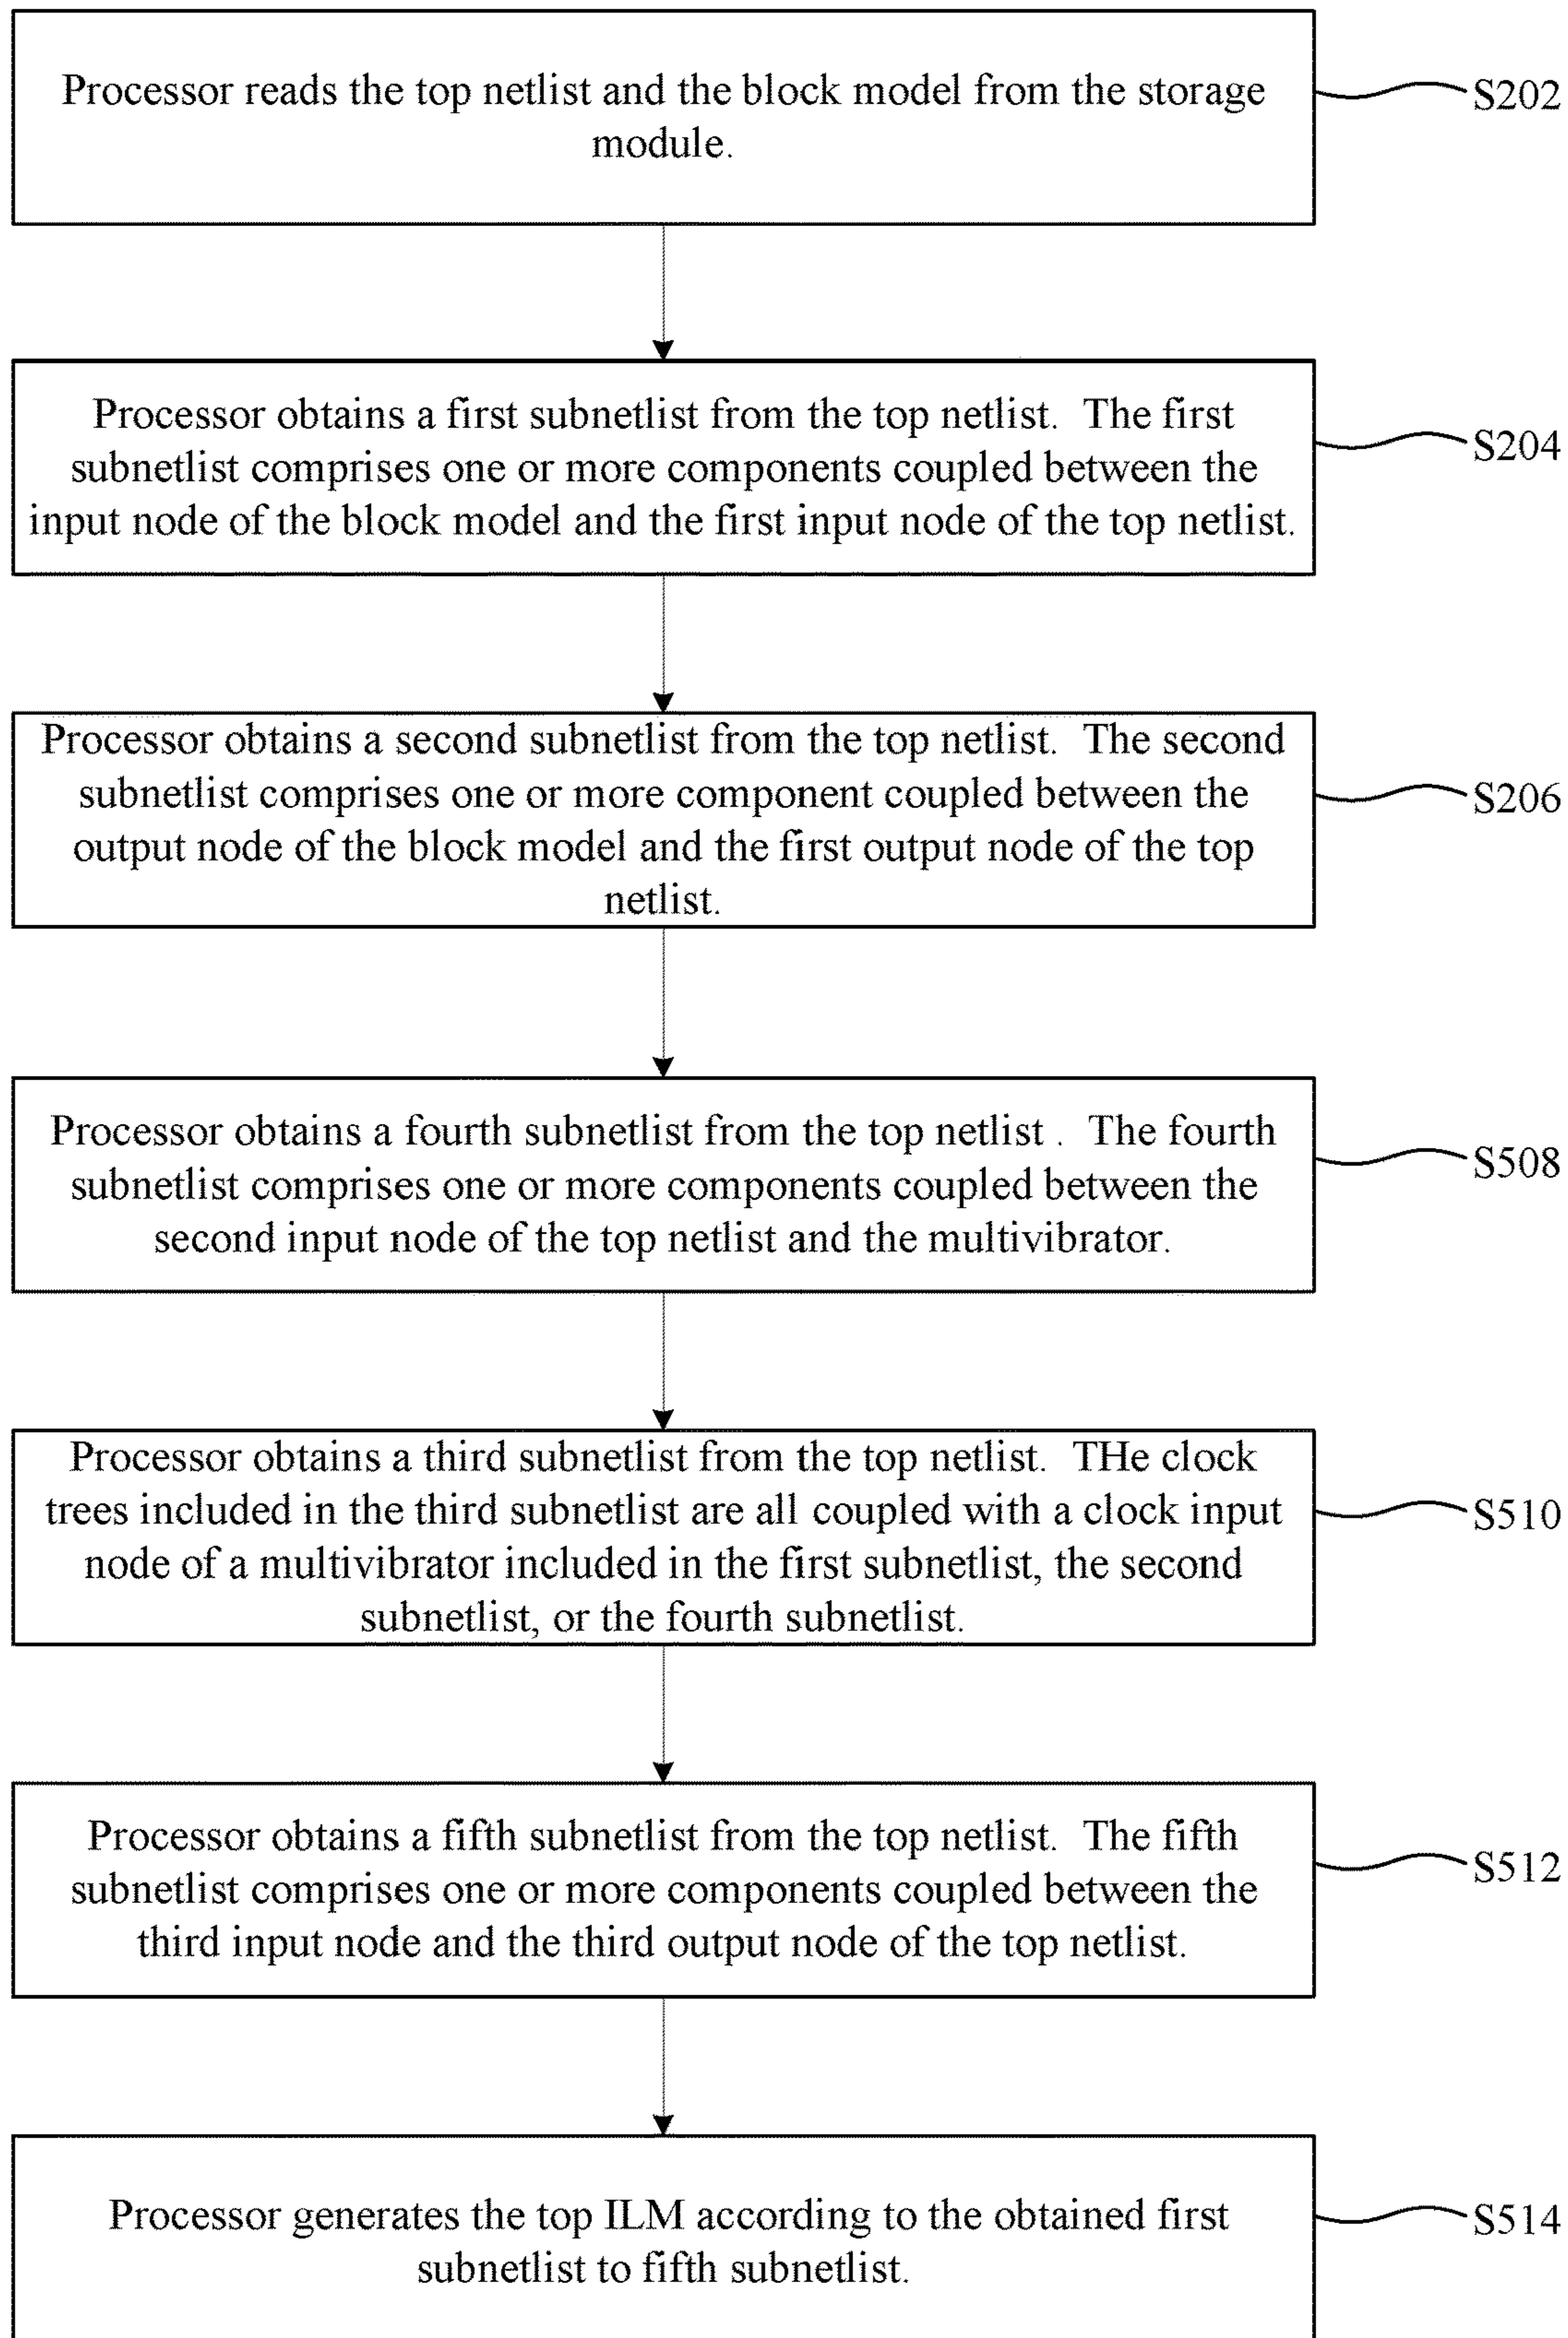 Processor reads the top netlist and the block model from the storage
module.
S202
Processor obtains a first subnetlist from the top netlist.  The first
subnetlist comprises one or more components coupled between the
input node of the block model and the first input node of the top netlist.
S204
Processor obtains a second subnetlist from the top netlist.  The second
subnetlist comprises one or more component coupled between the
output node of the block model and the first output node of the top
netlist.
S206
Processor obtains a fourth subnetlist from the top netlist .  The fourth
subnetlist comprises one or more components coupled between the
second input node of the top netlist and the multivibrator.
S508
Processor obtains a third subnetlist from the top netlist.  THe clock
trees included in the third subnetlist are all coupled with a clock input
node of a multivibrator included in the first subnetlist, the second
subnetlist, or the fourth subnetlist.
S510
Processor obtains a fifth subnetlist from the top netlist.  The fifth
subnetlist comprises one or more components coupled between the
third input node and the third output node of the top netlist.
S512
Processor generates the top ILM according to the obtained first
subnetlist to fifth subnetlist.
S514